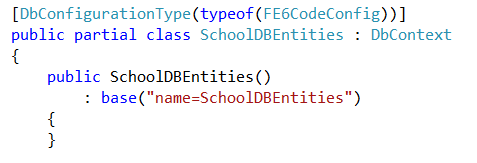 [DbConfigurationType(typeof(FE6CodeConfig))]
public partial class SchoolDBEntities : DbContext
{
    public SchoolDBEntities()
        : base("name=SchoolDBEntities")
    {
    }